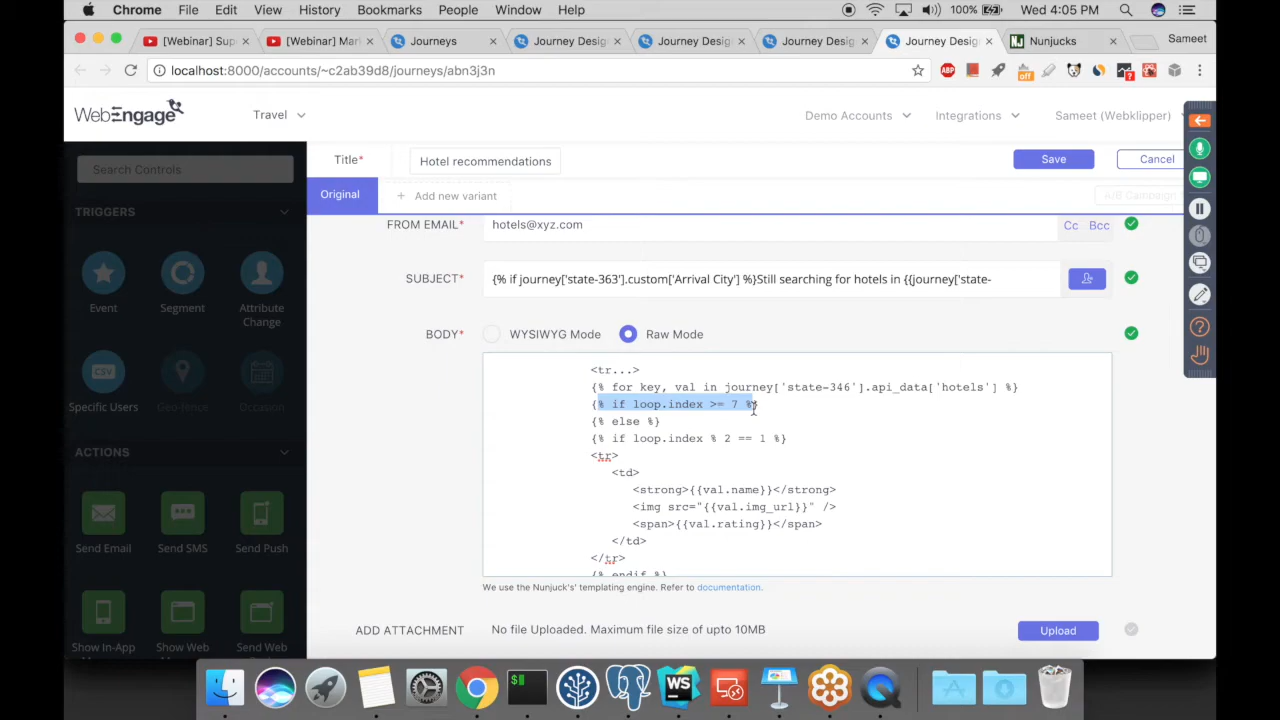 Chrome File Edit View History Bookmarks People Window Help 100% Wed 4:05 PM
[Webinar] Sup
[Webinar] Mar
Journeys
Journey Desig
Journey Desig
Journey Desig
Journey Desig
Nunjucks
Sameet
localhost:8000/accounts/~c2ab39d8/journeys/abn3j3n
WebEngage
Travel
Demo Accounts
Integrations
Sameet (Webklipper)
Search Controls
Title*
Hotel recommendations
Save
Cancel
Original
+ Add new variant
A/B Campaign
TRIGGERS
Event
Segment
Attribute
Change
Specific Users
Geo-Fence
Occasion
ACTIONS
Send Email
Send SMS
Send Push
Show In-App
Show Web
Send Web
FROM EMAIL*
hotels@xyz.com
Cc Bcc
SUBJECT*
{% if journey['state-363'].custom['Arrival City'] %}Still searching for hotels in {{journey['state-
BODY*
WYSIWYG Mode
Raw Mode
<tr...>
{% for key, val in journey['state-346'].api_data['hotels'] %}
{% if loop.index >= 7 %}
{% else %}
{% if loop.index % 2 == 1 %}
<tr>
<td>
<strong>{{val.name}}</strong>
<img src="{{val.img_url}}" />
<span>{{val.rating}}</span>
</td>
</tr>
{% endif %}
We use the Nunjuck's' templating engine. Refer to documentation.
ADD ATTACHMENT
No file Uploaded. Maximum file size of upto 10MB
Upload